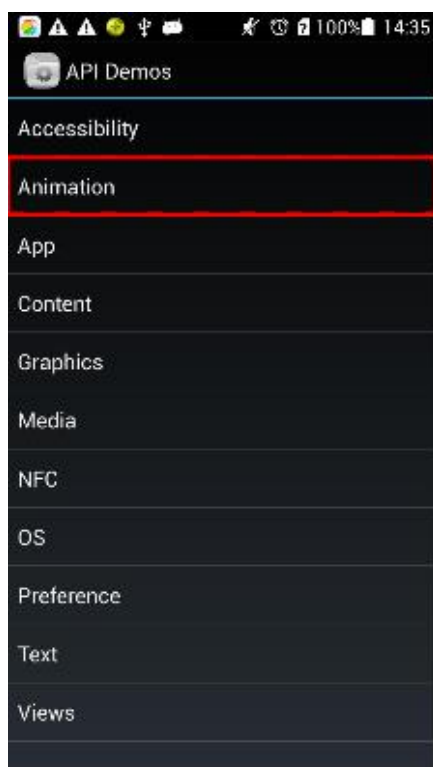 100% 14:35
API Demos
Accessibility
Animation
App
Content
Graphics
Media
NFC
OS
Preference
Text
Views